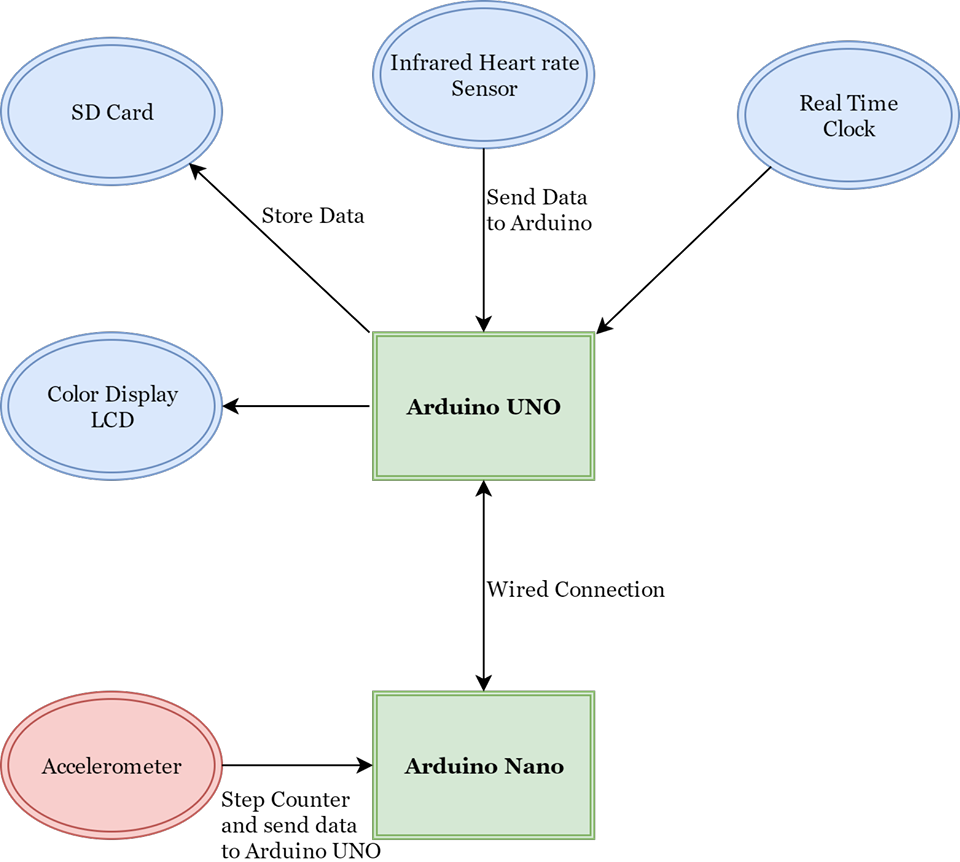 Infrared Heart rate
Sensor
SD Card
Real Time
Clock
Store Data
Send Data
to Arduino
Color Display
LCD
Arduino UNO
Wired Connection
Accelerometer
Arduino Nano
Step Counter
and send data
to Arduino UNO